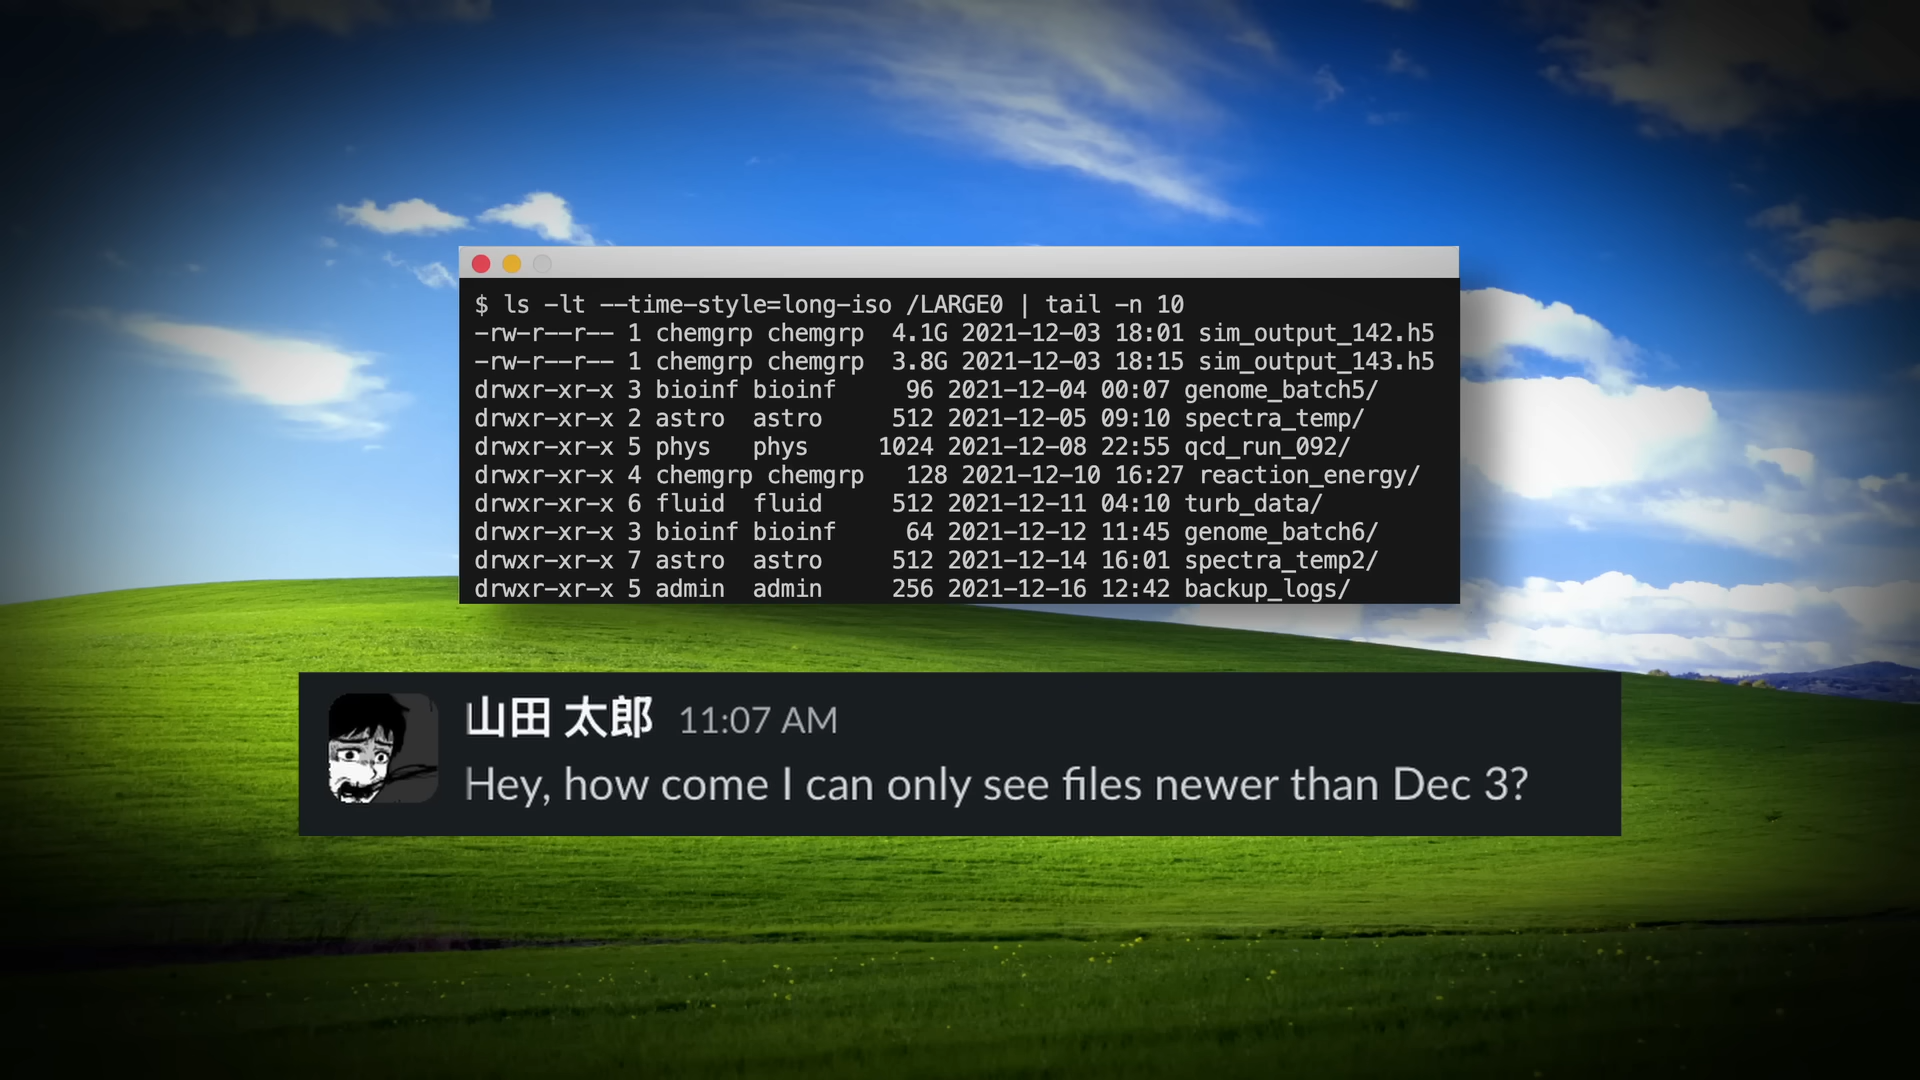 $ ls -lt --time-style=long-iso /LARGE0 | tail -n 10
-rw-r--r-- 1 chemgrp chemgrp  4.1G 2021-12-03 18:01 sim_output_142.h5
-rw-r--r-- 1 chemgrp chemgrp  3.8G 2021-12-03 18:15 sim_output_143.h5
drwxr-xr-x 3 bioinf bioinf     96 2021-12-04 00:07 genome_batch5/
drwxr-xr-x 2 astro  astro     512 2021-12-05 09:10 spectra_temp/
drwxr-xr-x 5 phys   phys     1024 2021-12-08 22:55 qcd_run_092/
drwxr-xr-x 4 chemgrp chemgrp   128 2021-12-10 16:27 reaction_energy/
drwxr-xr-x 6 fluid  fluid     512 2021-12-11 04:10 turb_data/
drwxr-xr-x 3 bioinf bioinf     64 2021-12-12 11:45 genome_batch6/
drwxr-xr-x 7 astro  astro     512 2021-12-14 16:01 spectra_temp2/
drwxr-xr-x 5 admin  admin     256 2021-12-16 12:42 backup_logs/
山田 太郎 11:07 AM
Hey, how come I can only see files newer than Dec 3?